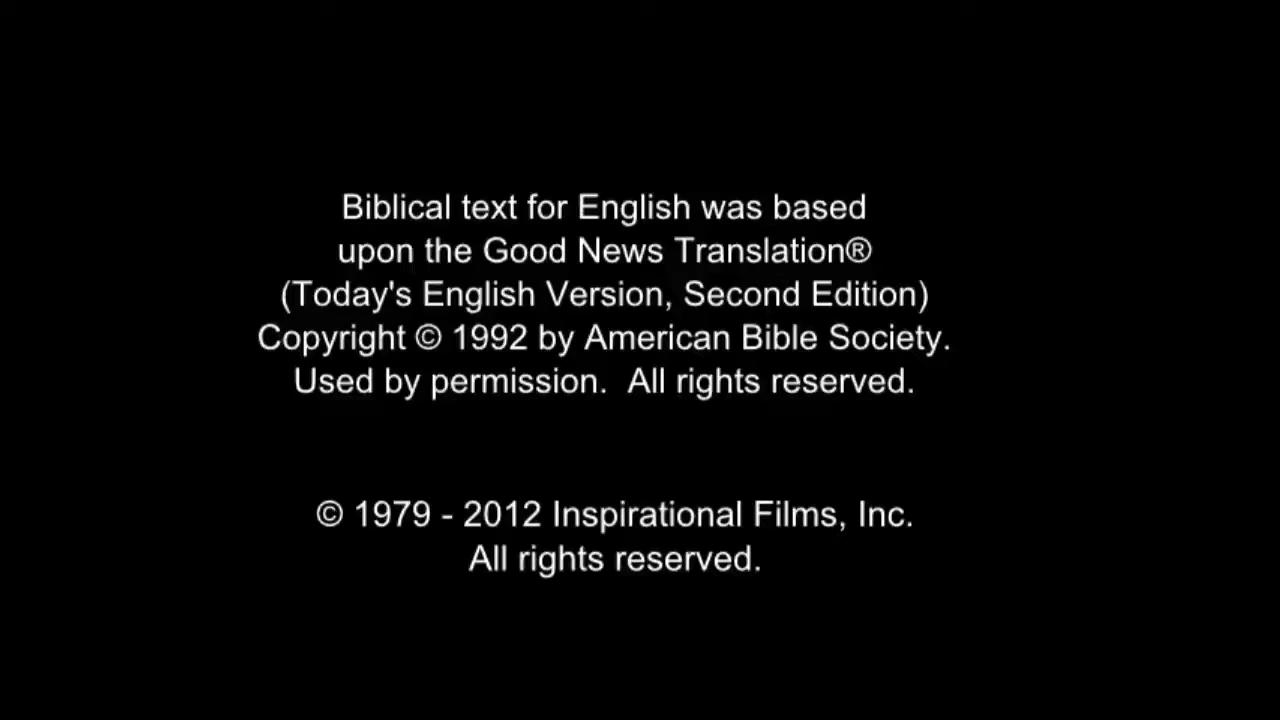 Biblical text for English was based
upon the Good News Translation®
(Today's English Version, Second Edition)
Copyright © 1992 by American Bible Society.
Used by permission.  All rights reserved.
© 1979 - 2012 Inspirational Films, Inc.
All rights reserved.